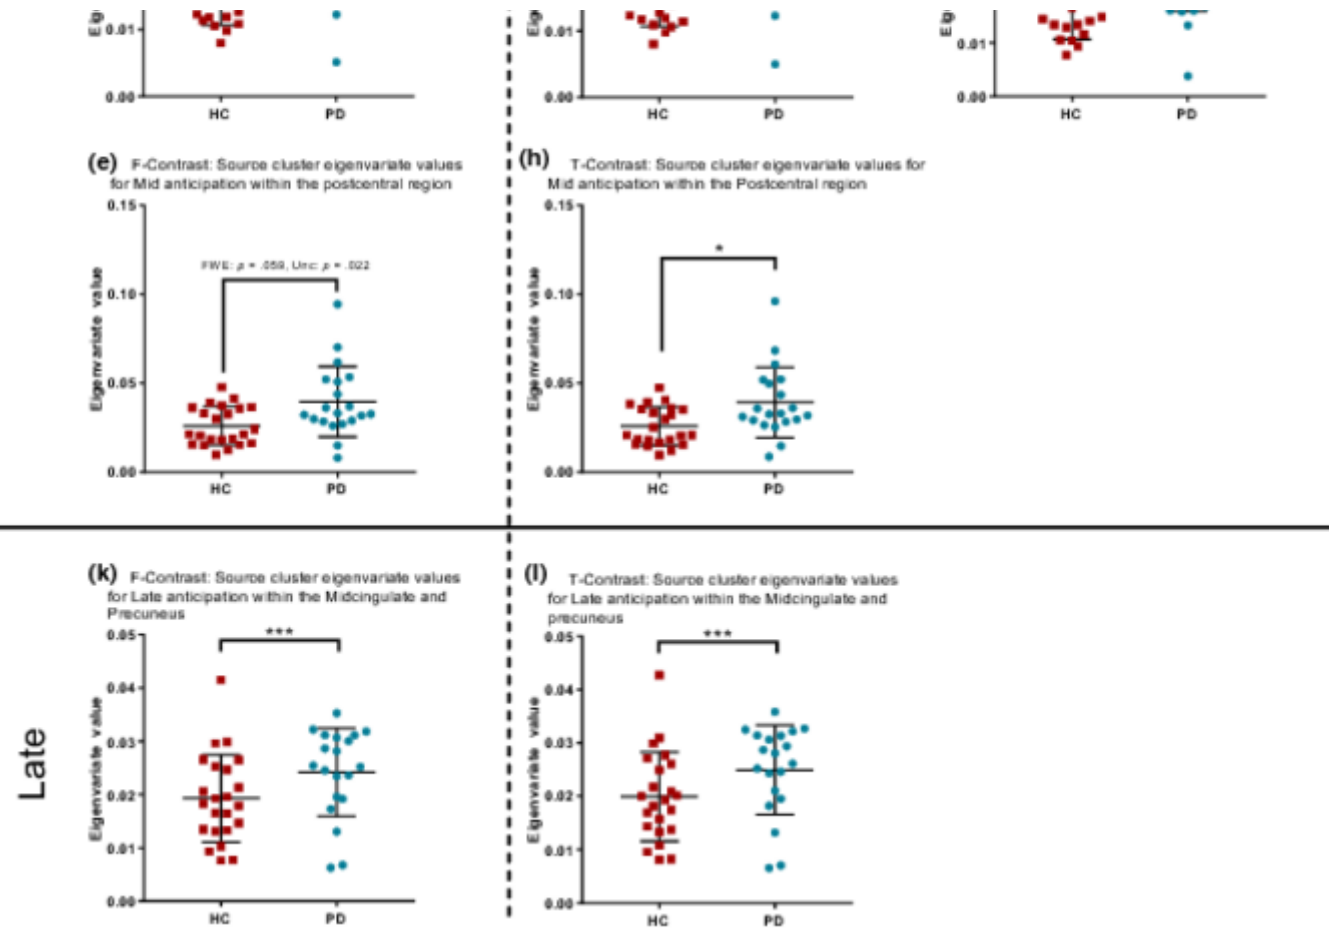 Eig
0.01
0.00
HC
PD
Eig
0.01
0.00
HC
PD
Eig
0.01
0.00
HC
PD
(e) F-Contrast: Source cluster eigenvariate values
for Mid anticipation within the postcentral region
0.15
0.10
0.05
0.00
Eigenvariate value
FWE: p = .059, Unc: p = .022
HC
PD
(h) T-Contrast: Source cluster eigenvariate values for
Mid anticipation within the Postcentral region
0.15
0.10
0.05
0.00
Eigenvariate value
*
HC
PD
Late
(k) F-Contrast: Source cluster eigenvariate values
for Late anticipation within the Midcingulate and
Precuneus
0.05
0.04
0.03
0.02
0.01
0.00
Eigenvariate value
***
HC
PD
(l) T-Contrast: Source cluster eigenvariate values
for Late anticipation within the Midcingulate and
precuneus
0.05
0.04
0.03
0.02
0.01
0.00
Eigenvariate value
***
HC
PD